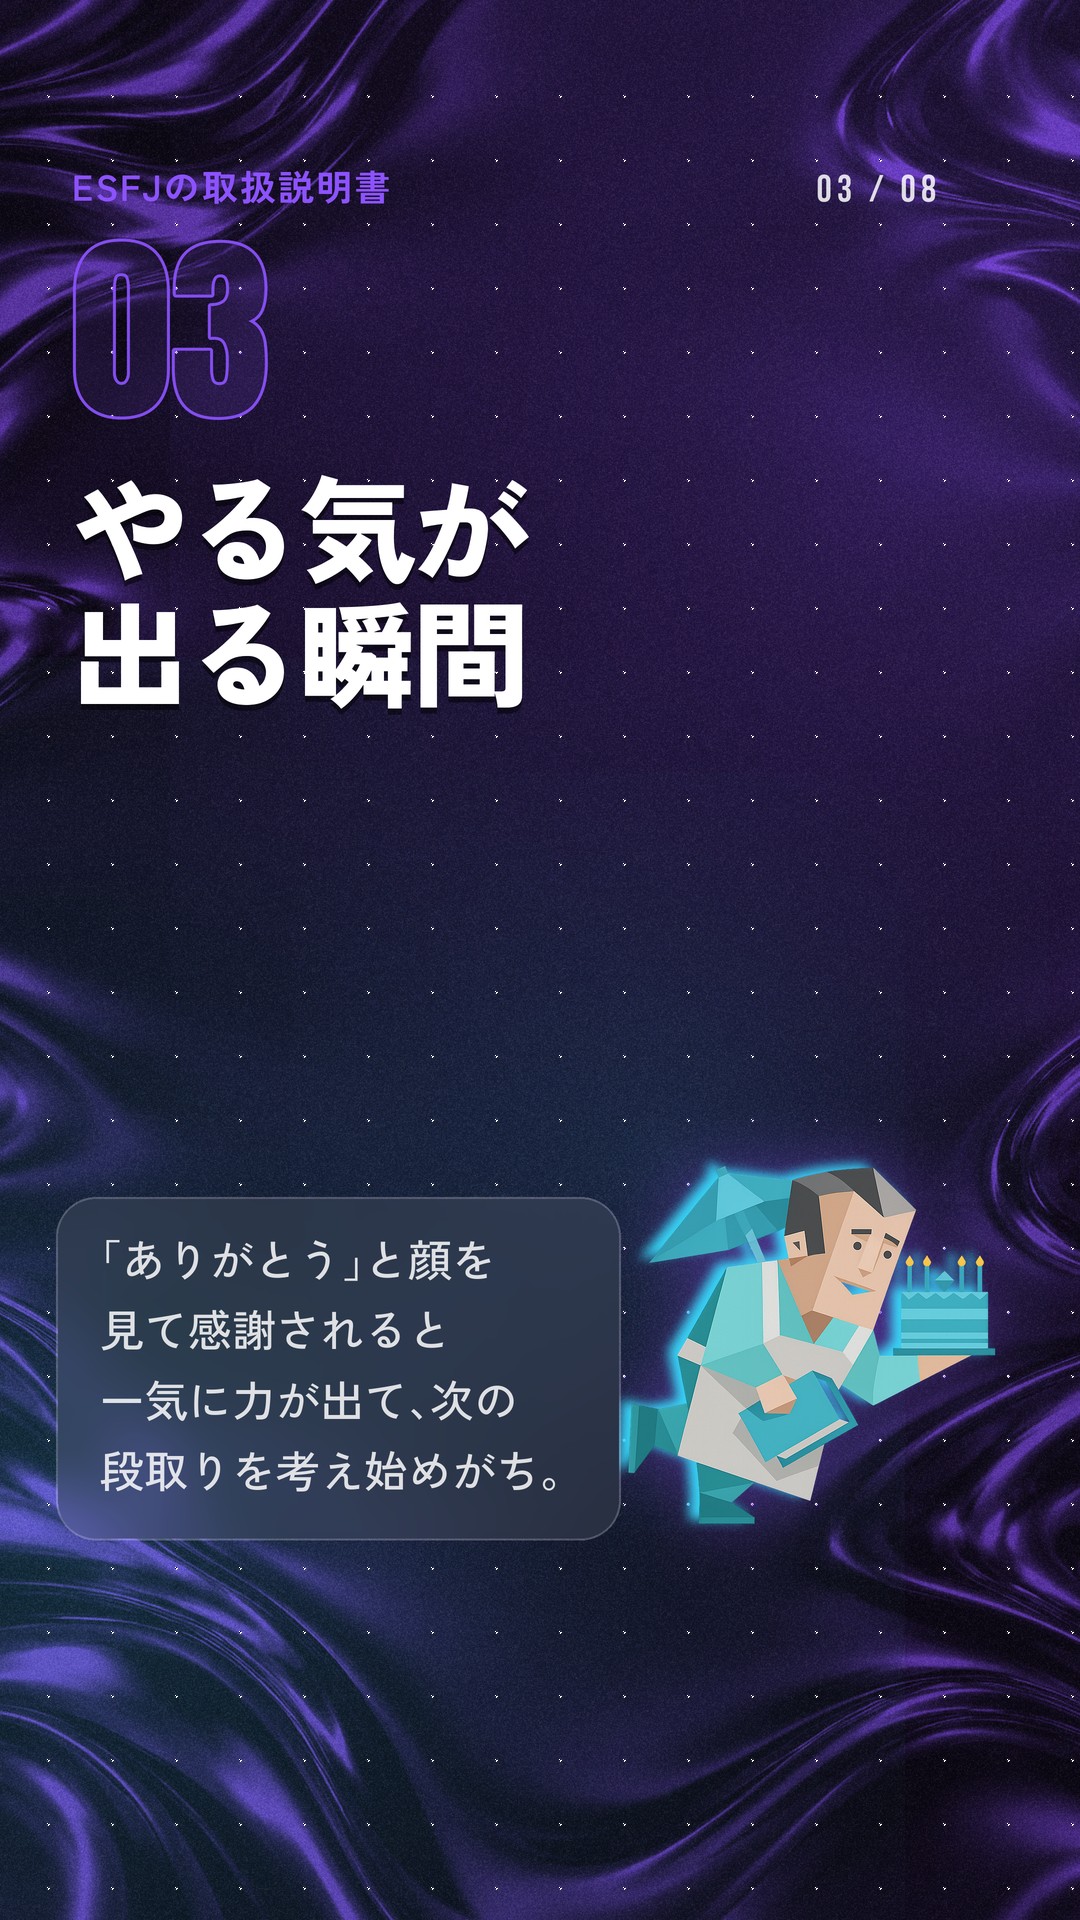 ESFJの取扱説明書
03 / 08
03
やる気が
出る瞬間
「ありがとう」と顔を
見て感謝されると
一気に力が出て、次の
段取りを考え始めがち。